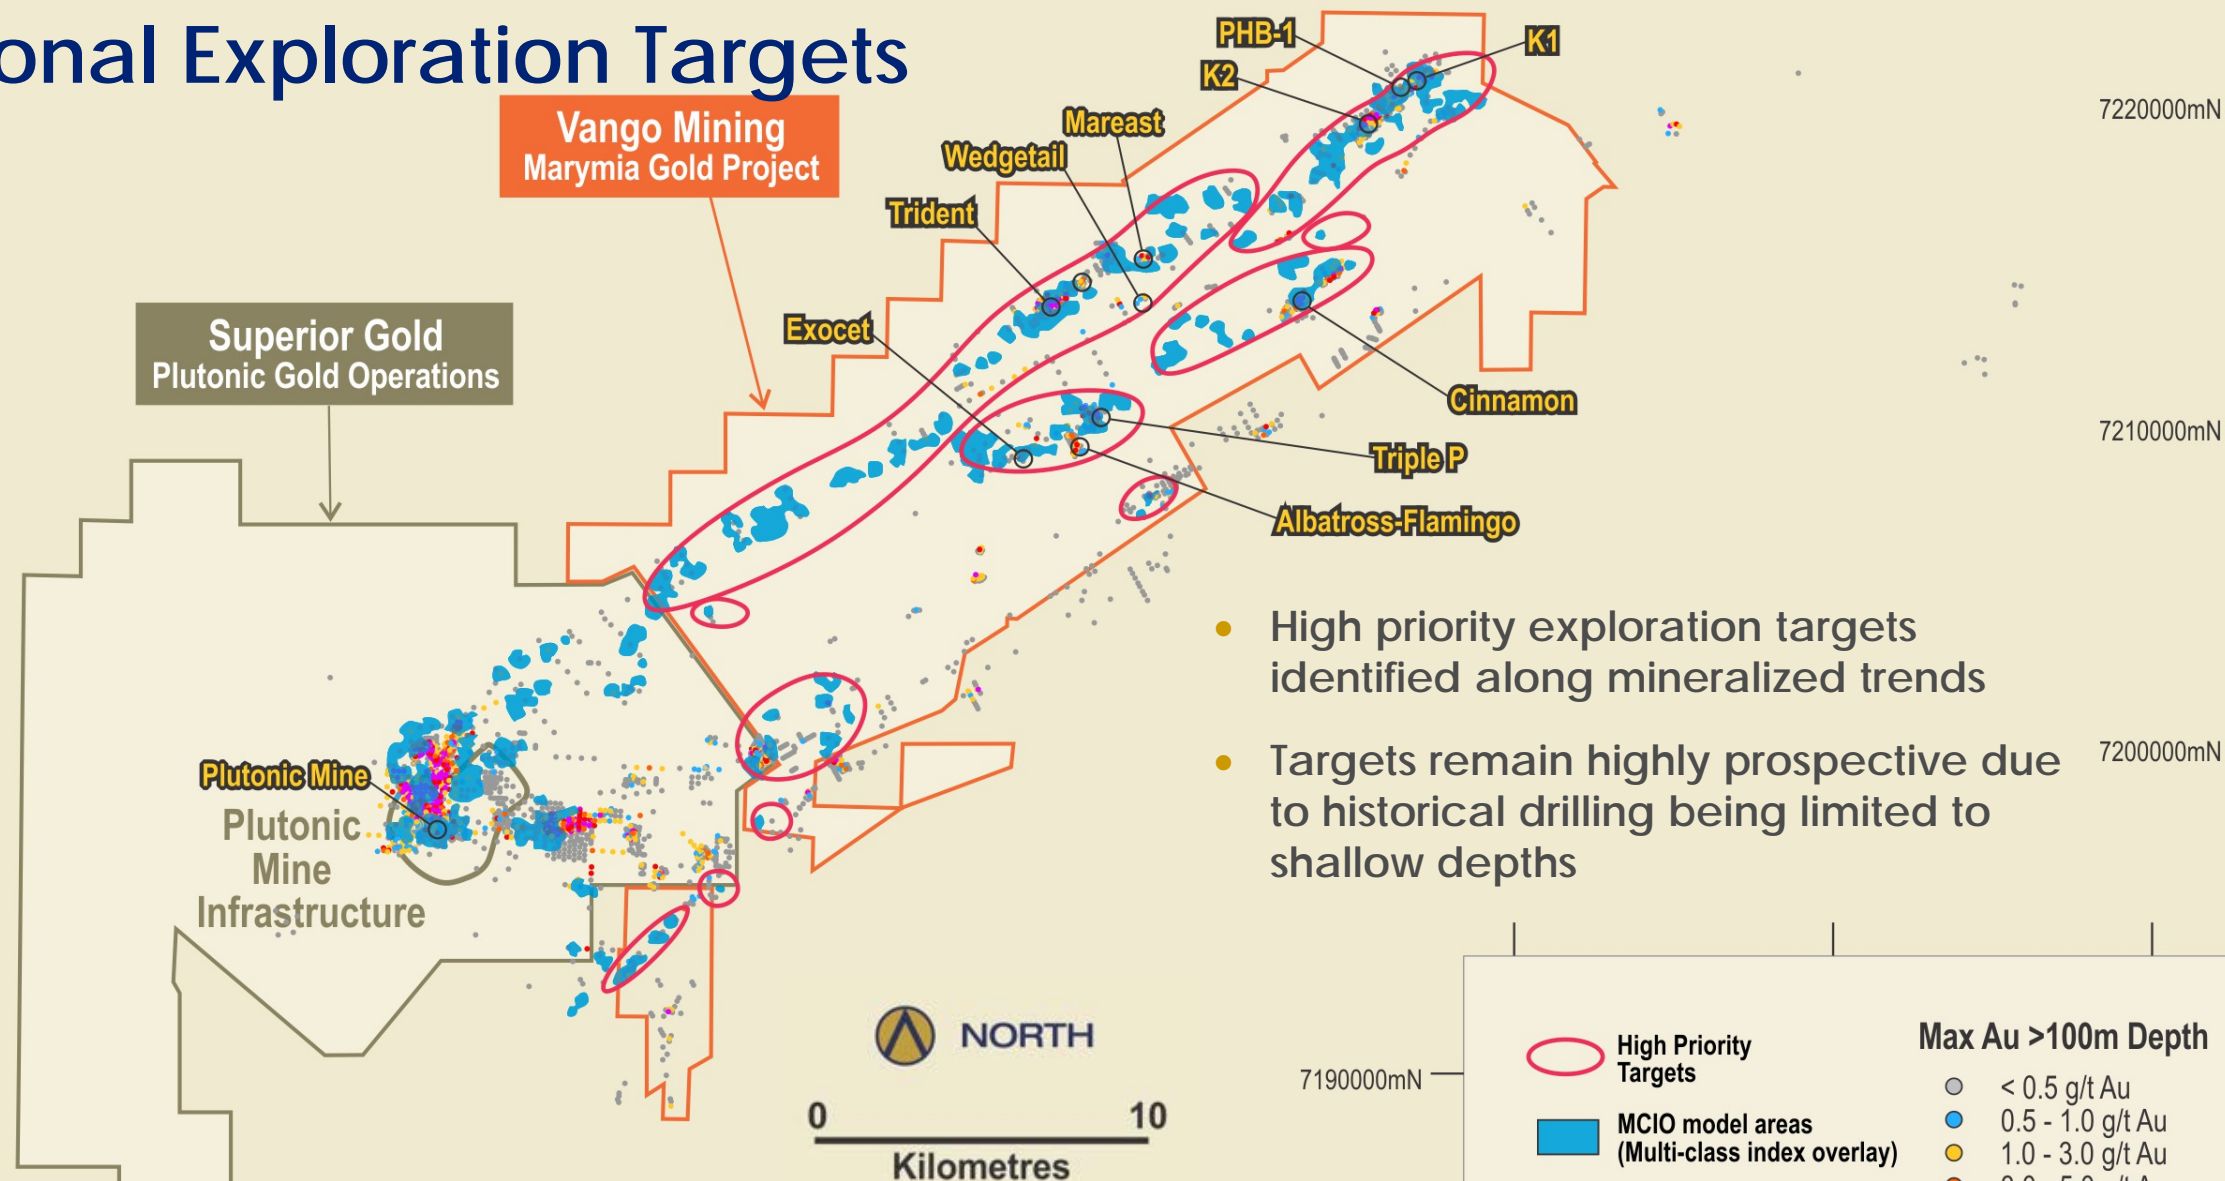 onal Exploration Targets
PHB-1
K1
K2
Vango Mining
Marymia Gold Project
Mareast
Wedgetail
Trident
7220000mN
Superior Gold
Plutonic Gold Operations
Exocet
Cinnamon
7210000mN
Triple P
Albatross-Flamingo
• High priority exploration targets
identified along mineralized trends
• Targets remain highly prospective due
to historical drilling being limited to
shallow depths
7200000mN
Plutonic Mine
Plutonic
Mine
Infrastructure
NORTH
0 10
Kilometres
7190000mN
High Priority
Targets
MCIO model areas
(Multi-class index overlay)
Max Au >100m Depth
< 0.5 g/t Au
0.5 - 1.0 g/t Au
1.0 - 3.0 g/t Au